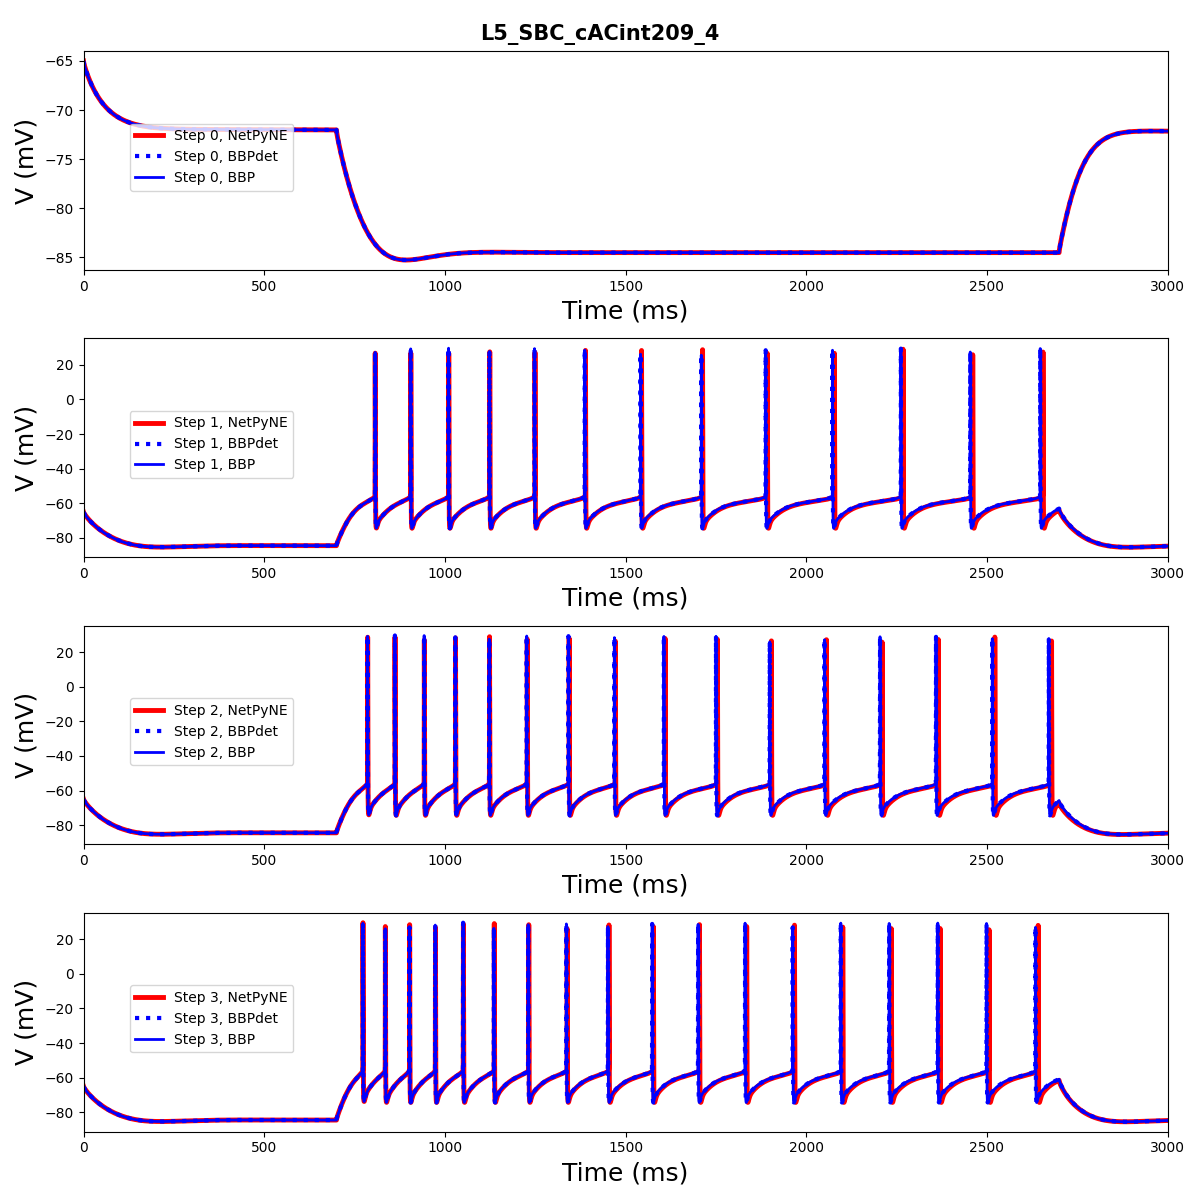 L5_SBC_cACint209_4
−65
−70
−75
−80
−85
V (mV)
Step 0, NetPyNE
Step 0, BBPdet
Step 0, BBP
0 500 1000 1500 2000 2500 3000
Time (ms)
20
0
−20
−40
−60
−80
V (mV)
Step 1, NetPyNE
Step 1, BBPdet
Step 1, BBP
0 500 1000 1500 2000 2500 3000
Time (ms)
20
0
−20
−40
−60
−80
V (mV)
Step 2, NetPyNE
Step 2, BBPdet
Step 2, BBP
0 500 1000 1500 2000 2500 3000
Time (ms)
20
0
−20
−40
−60
−80
V (mV)
Step 3, NetPyNE
Step 3, BBPdet
Step 3, BBP
0 500 1000 1500 2000 2500 3000
Time (ms)